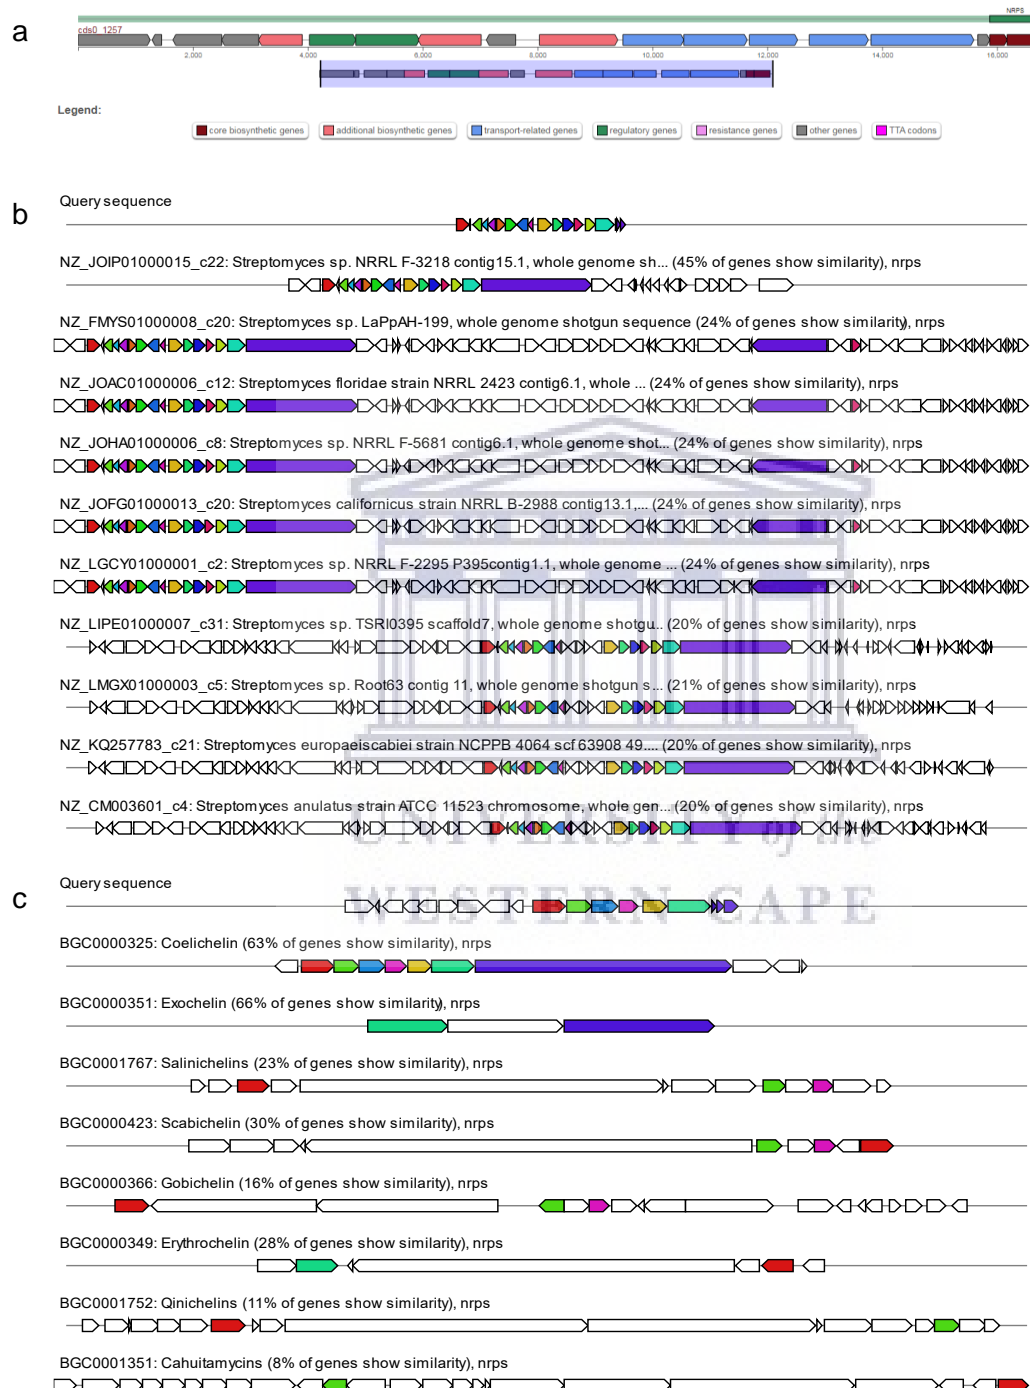 a
NRPS
cds0_1257
2,000 4,000 6,000 8,000 10,000 12,000 14,000 16,000
Legend:
core biosynthetic genes additional biosynthetic genes transport-related genes regulatory genes resistance genes other genes TTA codons
b
Query sequence
NZ_JOIP01000015_c22: Streptomyces sp. NRRL F-3218 contig15.1, whole genome sh... (45% of genes show similarity), nrps
NZ_FMYS01000008_c20: Streptomyces sp. LaPpAH-199, whole genome shotgun sequence (24% of genes show similarity), nrps
NZ_JOAC01000006_c12: Streptomyces floridae strain NRRL 2423 contig6.1, whole ... (24% of genes show similarity), nrps
NZ_JOHA01000006_c8: Streptomyces sp. NRRL F-5681 contig6.1, whole genome shot... (24% of genes show similarity), nrps
NZ_JOFG01000013_c20: Streptomyces californicus strain NRRL B-2988 contig13.1,... (24% of genes show similarity), nrps
NZ_LGCY01000001_c2: Streptomyces sp. NRRL F-2295 P395contig1.1, whole genome ... (24% of genes show similarity), nrps
NZ_LIPE01000007_c31: Streptomyces sp. TSRI0395 scaffold7, whole genome shotgu... (20% of genes show similarity), nrps
NZ_LMGX01000003_c5: Streptomyces sp. Root63 contig 11, whole genome shotgun s... (21% of genes show similarity), nrps
NZ_KQ257783_c21: Streptomyces europaeiscabiei strain NCPPB 4064 scf 63908 49.... (20% of genes show similarity), nrps
NZ_CM003601_c4: Streptomyces anulatus strain ATCC 11523 chromosome, whole gen... (20% of genes show similarity), nrps
UNIVERSITY of the
c
Query sequence
WESTERN CAPE
BGC0000325: Coelichelin (63% of genes show similarity), nrps
BGC0000351: Exochelin (66% of genes show similarity), nrps
BGC0001767: Salinichelins (23% of genes show similarity), nrps
BGC0000423: Scabichelin (30% of genes show similarity), nrps
BGC0000366: Gobichelin (16% of genes show similarity), nrps
BGC0000349: Erythrochelin (28% of genes show similarity), nrps
BGC0001752: Qinichelins (11% of genes show similarity), nrps
BGC0001351: Cahuitamycins (8% of genes show similarity), nrps